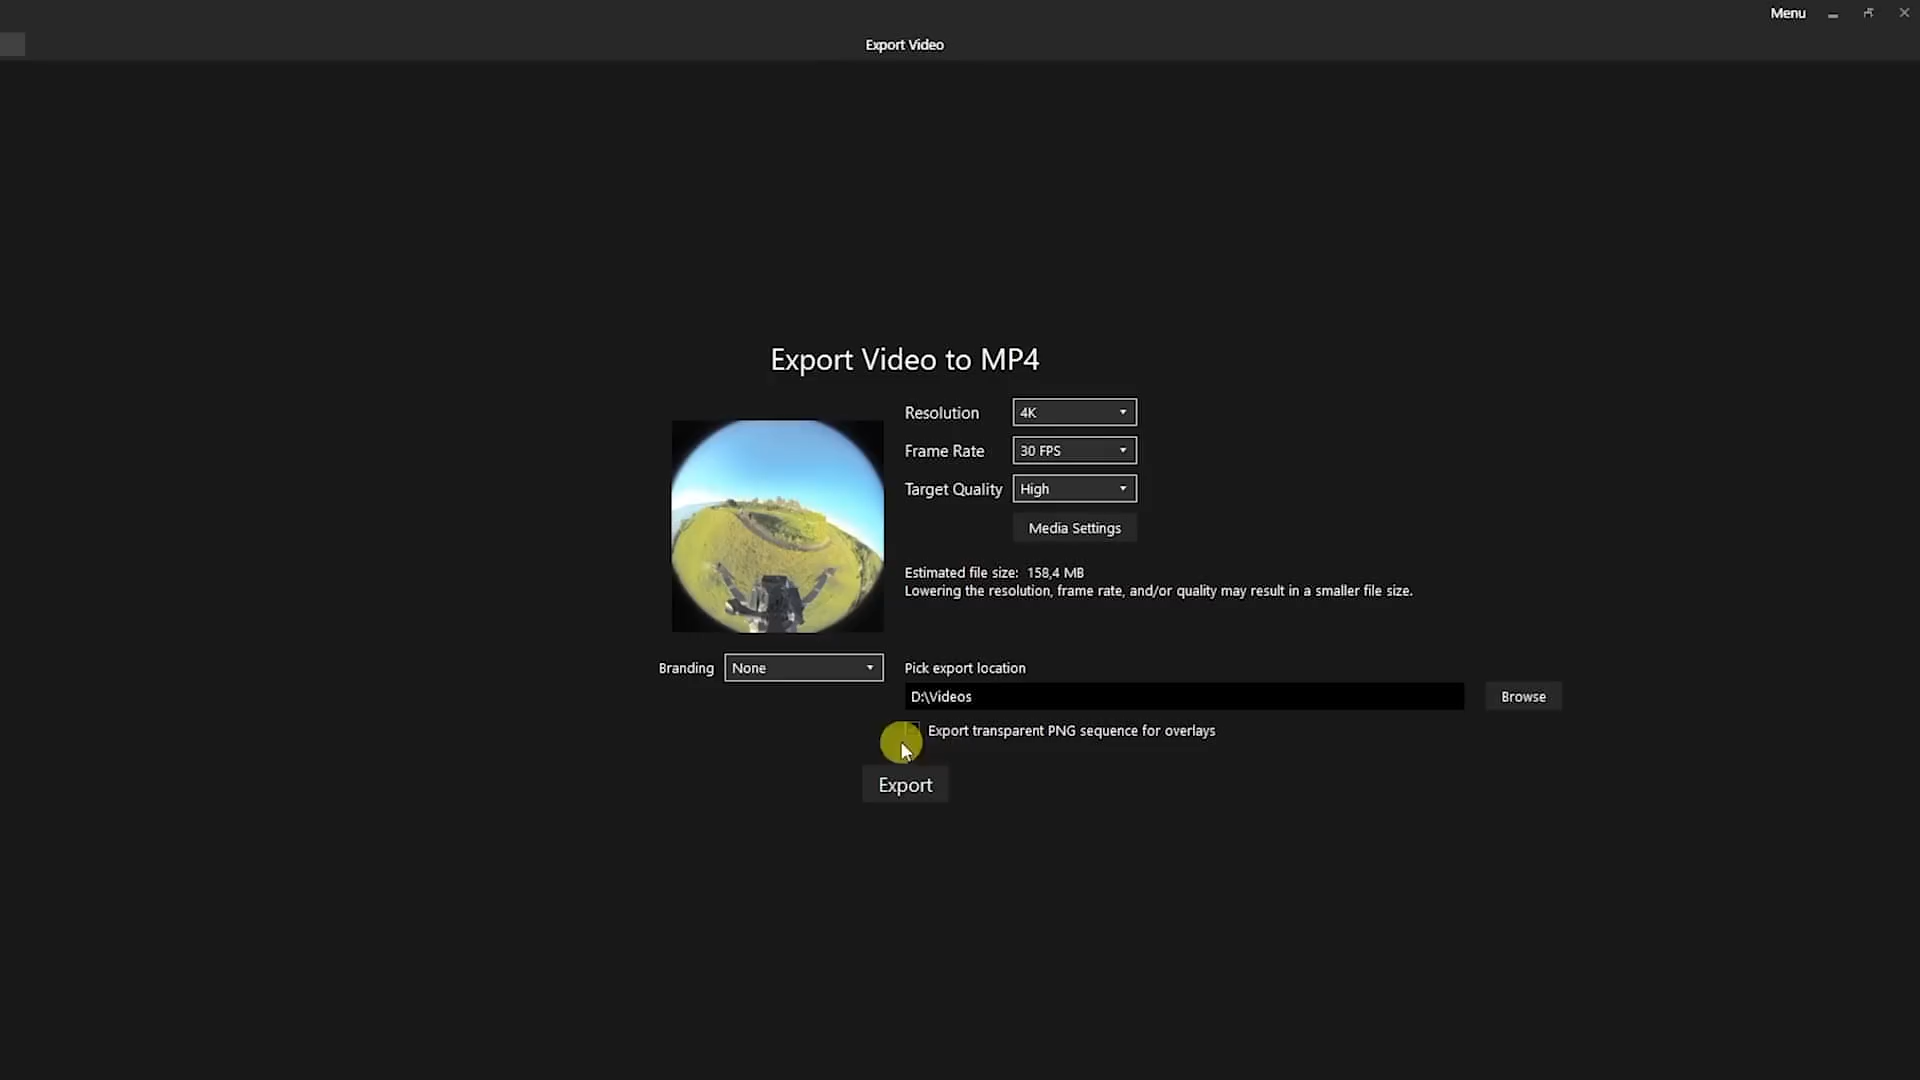 Menu
Export Video
Export Video to MP4
Resolution 4K
Frame Rate 30 FPS
Target Quality High
Media Settings
Estimated file size: 158,4 MB
Lowering the resolution, frame rate, and/or quality may result in a smaller file size.
Branding None
Pick export location
D:\Videos
Browse
Export transparent PNG sequence for overlays
Export